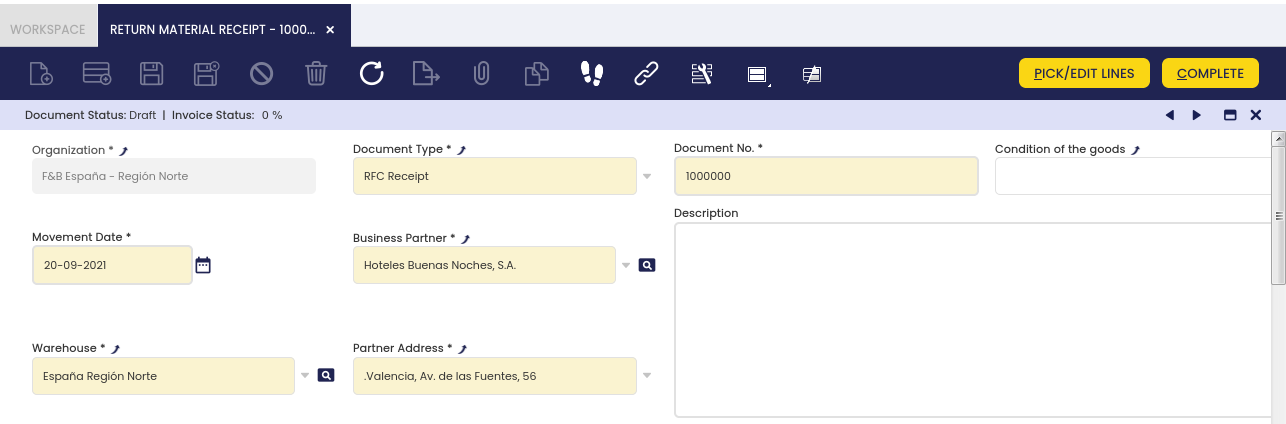 WORKSPACE
RETURN MATERIAL RECEIPT - 1000...
PICK/EDIT LINES
COMPLETE
Document Status: Draft | Invoice Status: 0 %
Organization *
F&B España - Región Norte
Document Type *
RFC Receipt
Document No. *
1000000
Condition of the goods
Movement Date *
20-09-2021
Business Partner *
Hoteles Buenas Noches, S.A.
Description
Warehouse *
España Región Norte
Partner Address *
.Valencia, Av. de las Fuentes, 56